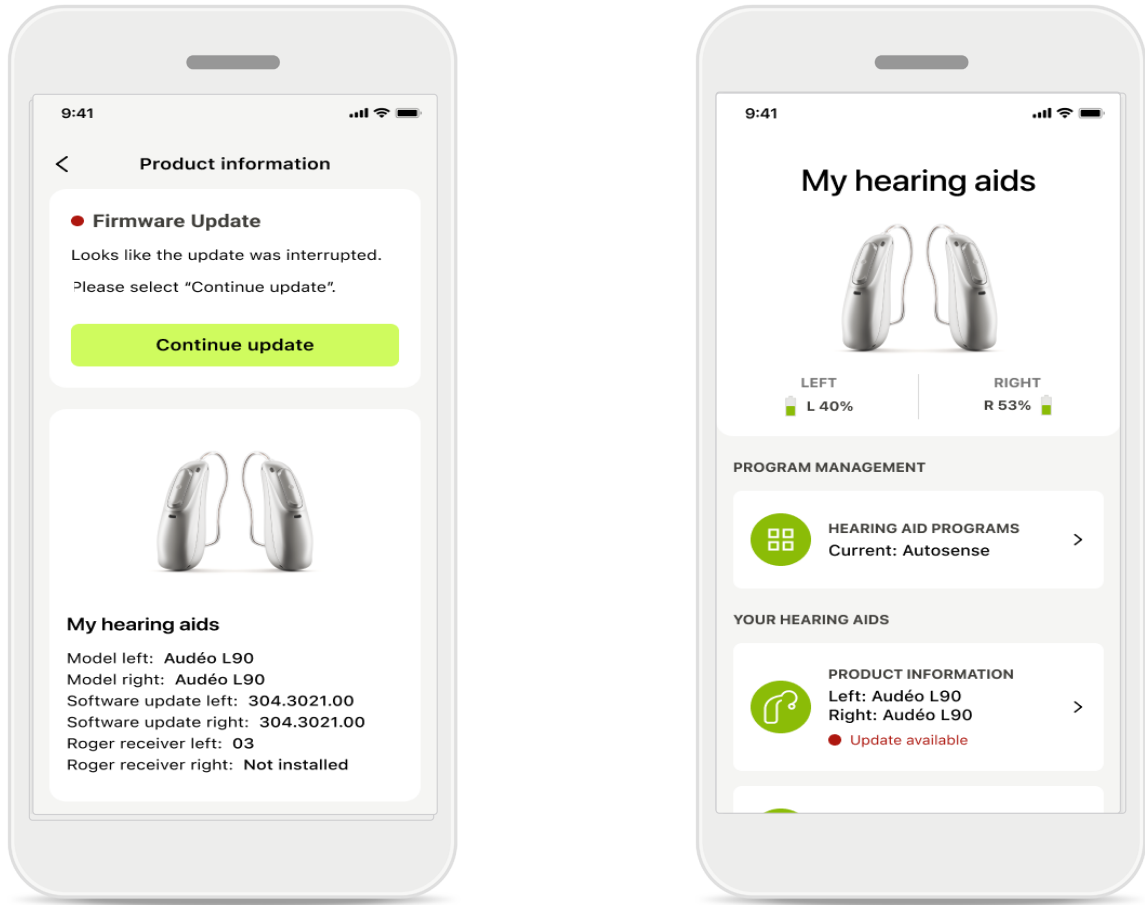 9:41
Product information
Firmware Update
Looks like the update was interrupted.
Please select “Continue update”.
Continue update
My hearing aids
Model left: Audéo L90
Model right: Audéo L90
Software update left: 304.3021.00
Software update right: 304.3021.00
Roger receiver left: 03
Roger receiver right: Not installed
9:41
My hearing aids
LEFT RIGHT
L 40% R 53%
PROGRAM MANAGEMENT
HEARING AID PROGRAMS
Current: Autosense
YOUR HEARING AIDS
PRODUCT INFORMATION
Left: Audéo L90
Right: Audéo L90
Update available